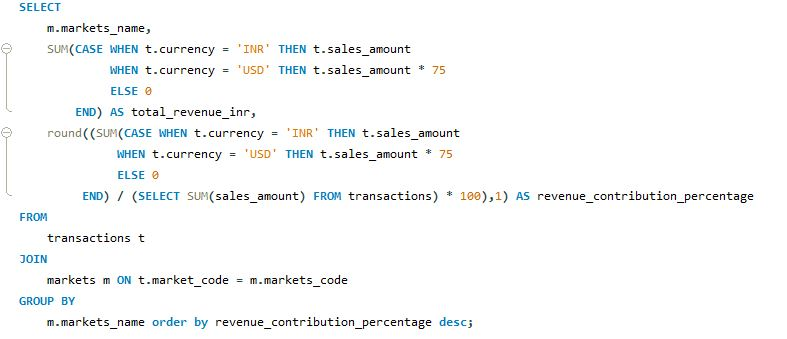 SELECT
m.markets_name,
SUM(CASE WHEN t.currency = 'INR' THEN t.sales_amount
WHEN t.currency = 'USD' THEN t.sales_amount * 75
ELSE 0
END) AS total_revenue_inr,
round((SUM(CASE WHEN t.currency = 'INR' THEN t.sales_amount
WHEN t.currency = 'USD' THEN t.sales_amount * 75
ELSE 0
END) / (SELECT SUM(sales_amount) FROM transactions) * 100),1) AS revenue_contribution_percentage
FROM
transactions t
JOIN
markets m ON t.market_code = m.markets_code
GROUP BY
m.markets_name order by revenue_contribution_percentage desc;